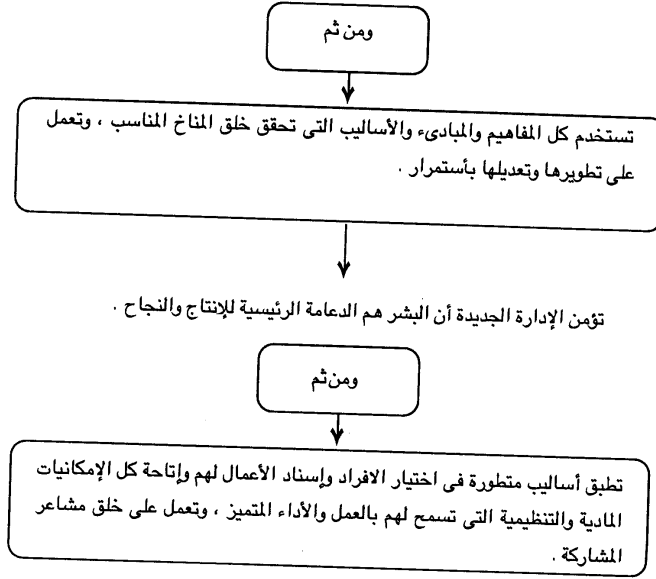 ومن ثم
تستخدم كل المفاهيم والمبادىء والأساليب التى تحقق خلق المناخ المناسب ، وتعمل
على تطويرها وتعديلها بأستمرار .
تؤمن الإدارة الجديدة أن البشر هم الدعامة الرئيسية للإنتاج والنجاح .
ومن ثم
تطبق أساليب متطورة فى اختيار الافراد وإسناد الأعمال لهم وإتاحة كل الإمكانيات
المادية والتنظيمية التى تسمح لهم بالعمل والأداء المتميز ، وتعمل على خلق مشاعر
المشاركة .